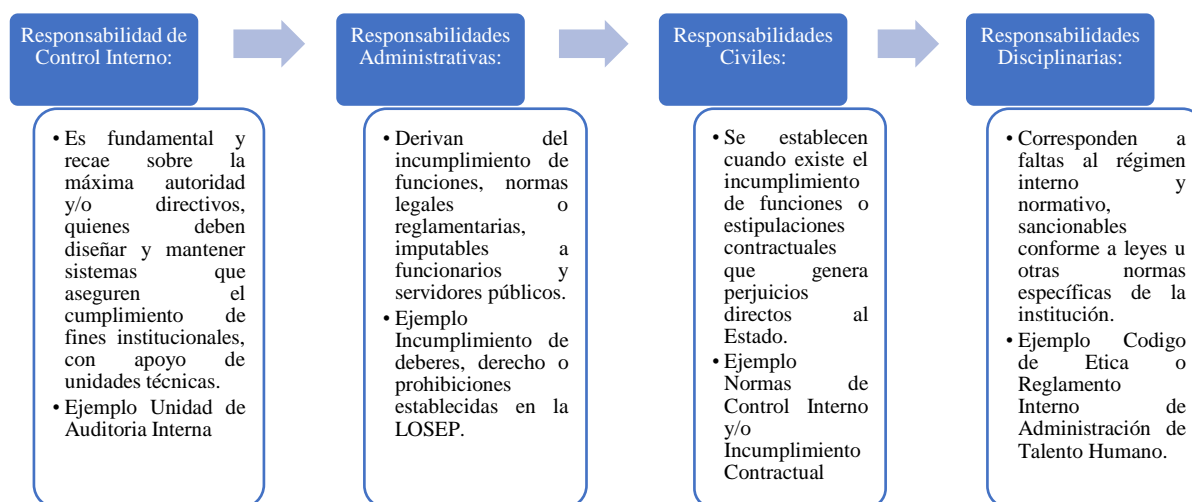 Responsabilidad de
Control Interno:
• Es fundamental y
recae sobre la
máxima autoridad
y/o directivos,
quienes deben
diseñar y mantener
sistemas que
aseguren el
cumplimiento de
fines institucionales,
con apoyo de
unidades técnicas.
• Ejemplo Unidad de
Auditoria Interna
Responsabilidades
Administrativas:
• Derivan del
incumplimiento de
funciones, normas
legales o
reglamentarias,
imputables a
funcionarios y
servidores públicos.
• Ejemplo
Incumplimiento de
deberes, derecho o
prohibiciones
establecidas en la
LOSEP.
Responsabilidades
Civiles:
• Se establecen
cuando existe el
incumplimiento
de funciones o
estipulaciones
contractuales
que genera
perjuicios
directos al
Estado.
• Ejemplo
Normas de
Control Interno
y/o
Incumplimiento
Contractual
Responsabilidades
Disciplinarias:
• Corresponden a
faltas al régimen
interno y
normativo,
sancionables
conforme a leyes u
otras normas
específicas de la
institución.
• Ejemplo Codigo
de Etica o
Reglamento
Interno de
Administración de
Talento Humano.